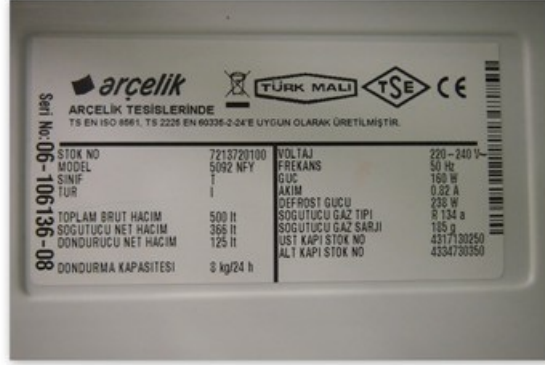 arçelik
TÜRK MALI
TSE
CE
ARÇELİK TESİSLERİNDE
TS EN ISO 8561, TS 2225 EN 60335-2-24'E UYGUN OLARAK ÜRETİLMİŞTİR.
Seri No: 06-106136-08
STOK NO 7213720100
MODEL 5092 NFY
SINIF T
TUR I
TOPLAM BRUT HACIM 500 lt
SOGUTUCU NET HACIM 366 lt
DONDURUCU NET HACIM 125 lt
DONDURMA KAPASITESI 8 kg/24 h
VOLTAJ 220-240 V~
FREKANS 50 Hz
GUC 160 W
AKIM 0.82 A
DEFROST GUCU 238 W
SOGUTUCU GAZ TIPI R 134 a
SOGUTUCU GAZ SARJI 185 g
UST KAPI STOK NO 4317130250
ALT KAPI STOK NO 4334730350